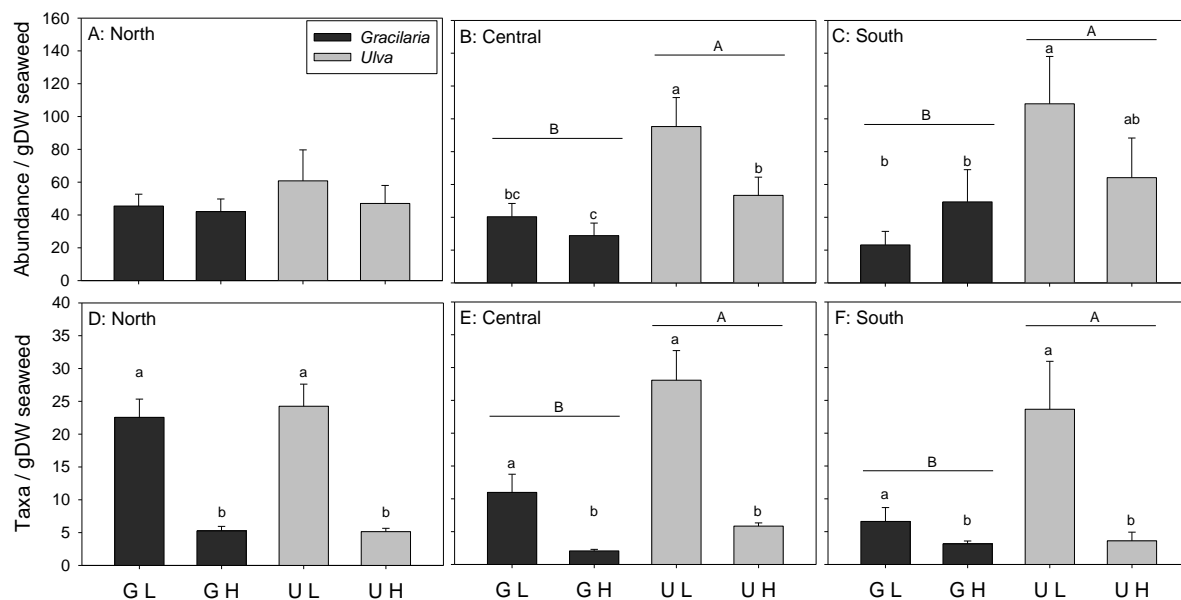 A: North
Gracilaria
Ulva
B: Central
C: South
Abundance / gDW seaweed
160
140
120
100
80
60
40
20
0
B
A
bc
c
a
b
B
A
b
b
a
ab
D: North
E: Central
F: South
Taxa / gDW seaweed
40
35
30
25
20
15
10
5
0
a
b
a
b
B
A
a
b
a
b
B
A
a
b
a
b
G L
G H
U L
U H
G L
G H
U L
U H
G L
G H
U L
U H